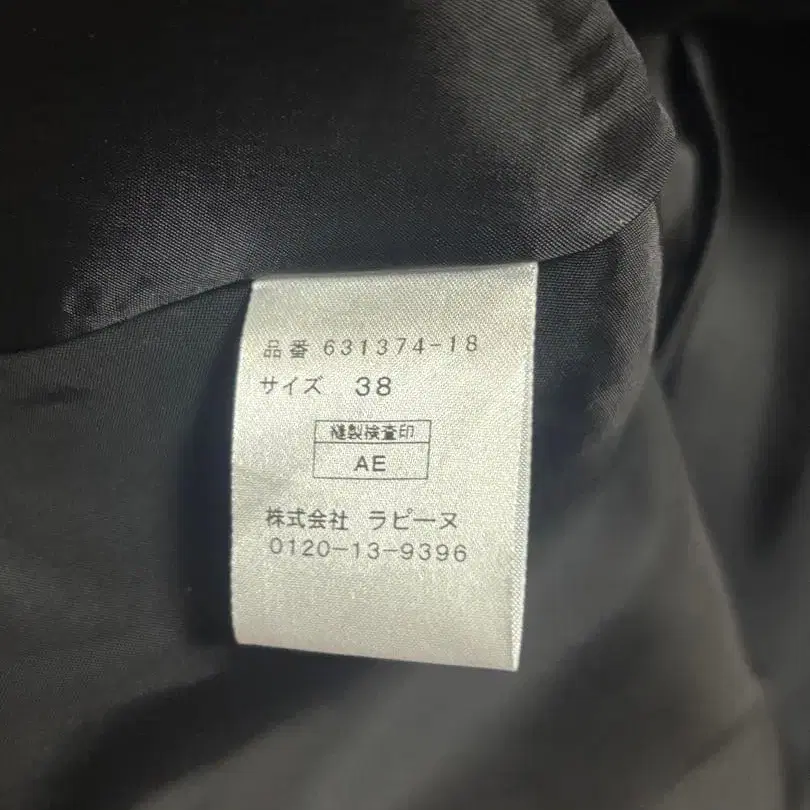 品番 631374-18
サイズ 38
縫製検査印
AE
株式会社 ラピーヌ
0120-13-9396